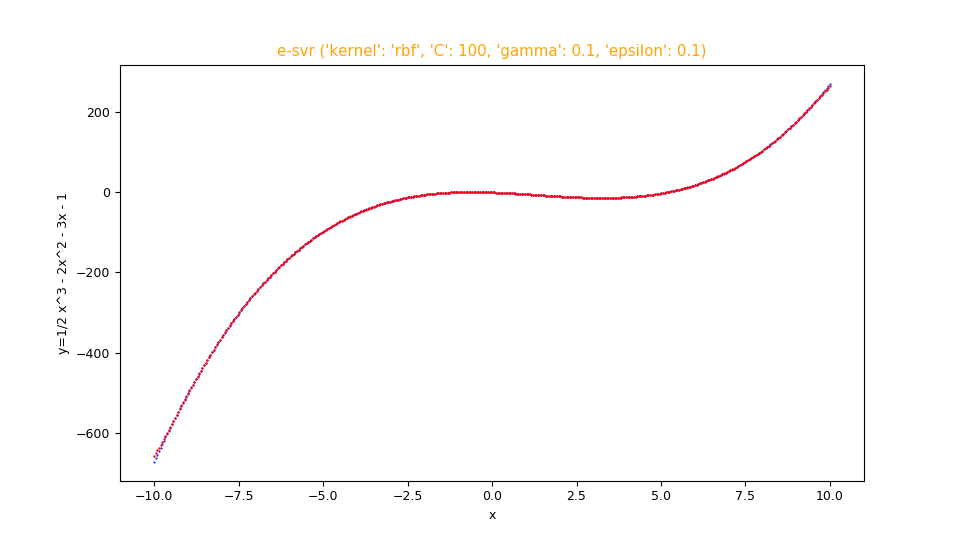 e-svr ('kernel': 'rbf', 'C': 100, 'gamma': 0.1, 'epsilon': 0.1)
y=1/2 x^3 - 2x^2 - 3x - 1
200
0
−200
−400
−600
−10.0 −7.5 −5.0 −2.5 0.0 2.5 5.0 7.5 10.0
x